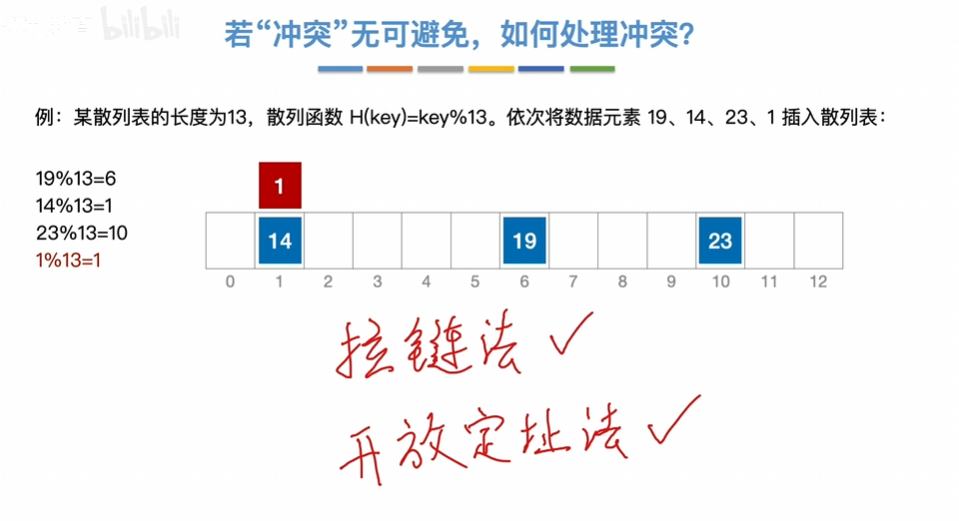 bilibili
若“冲突”无可避免，如何处理冲突？
例：某散列表的长度为13，散列函数 H(key)=key%13。依次将数据元素 19、14、23、1 插入散列表：
19%13=6
14%13=1
23%13=10
1%13=1
1
14 19 23
0 1 2 3 4 5 6 7 8 9 10 11 12
拉链法
开放定址法